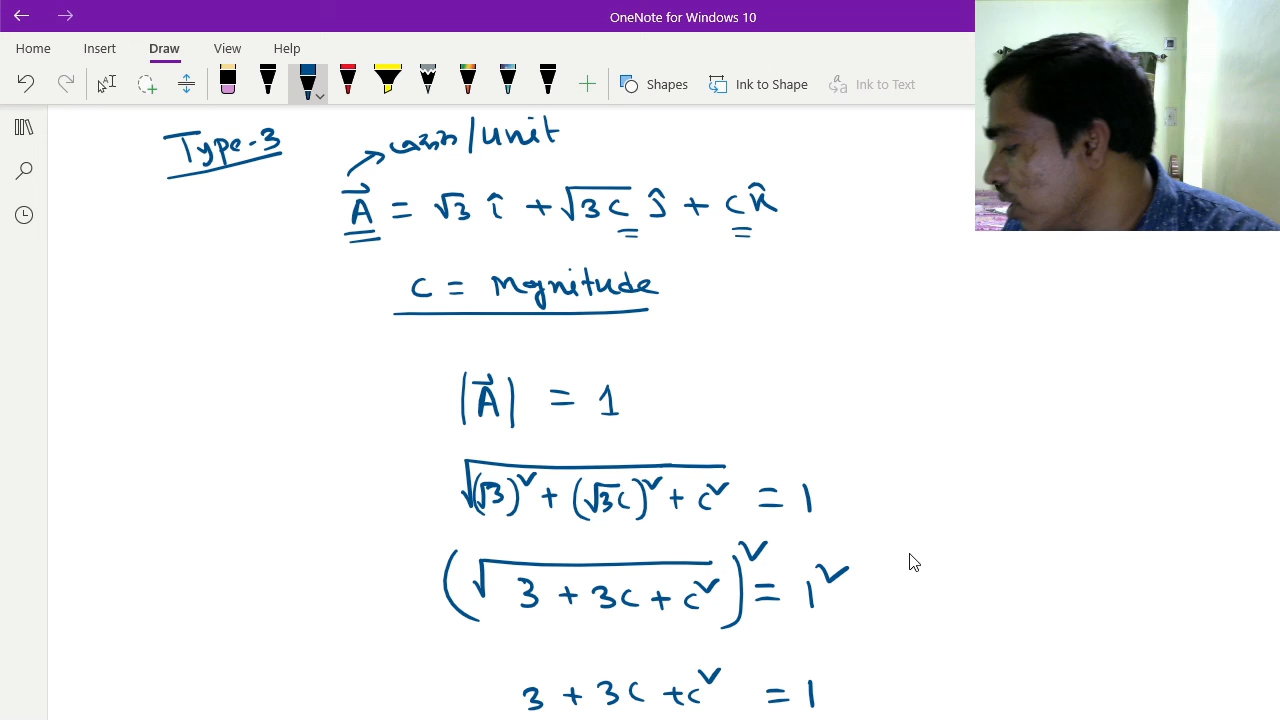 OneNote for Windows 10
Home Insert Draw View Help
Shapes Ink to Shape Ink to Text
Type-3
/unit
A⃗ = √3 î + √3c ĵ + c k̂
c = Magnitude
|A⃗| = 1
√((√3)² + (√3c)² + c²) = 1
(√(3 + 3c + c²))² = 1²
3 + 3c + c² = 1